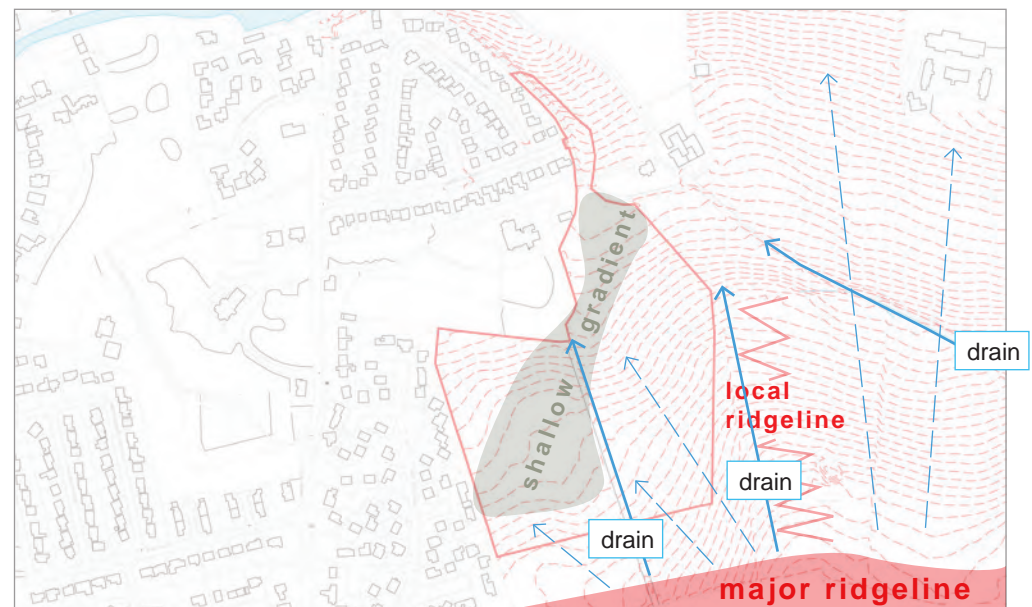 shallow gradient
drain
local
ridgeline
drain
drain
major ridgeline